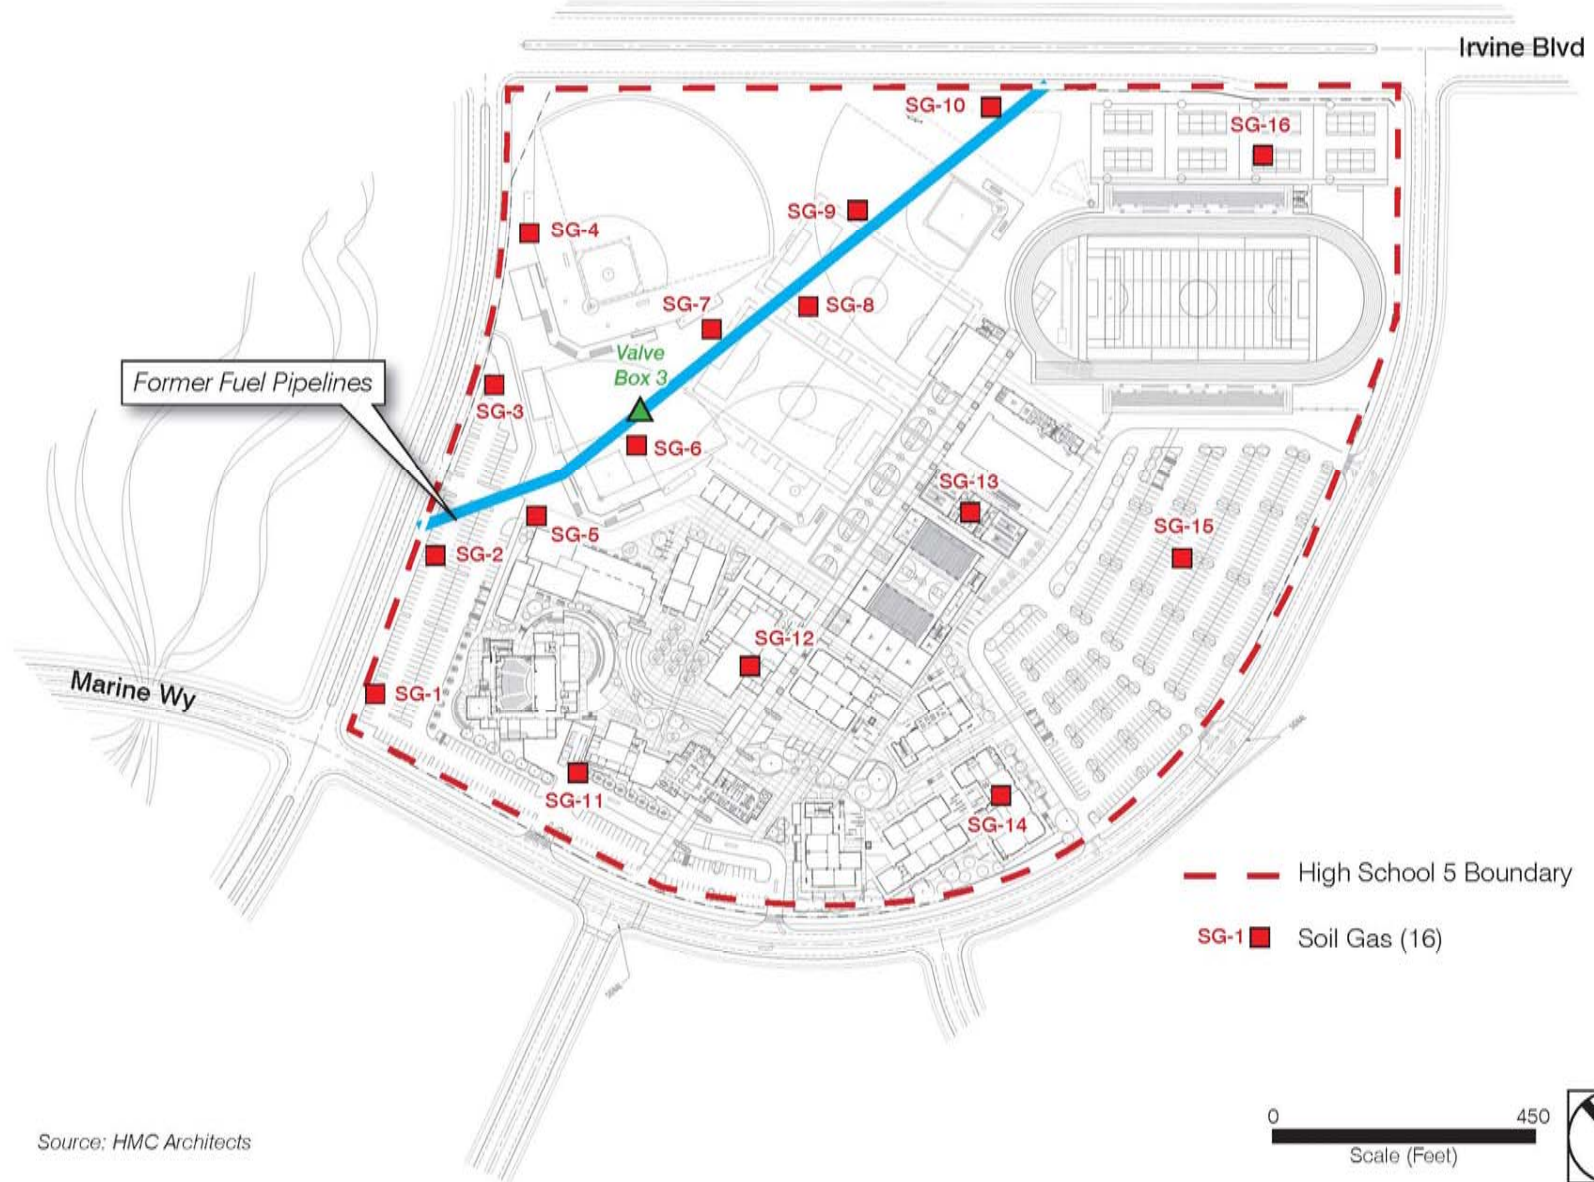 Irvine Blvd
SG-10
SG-16
SG-9
SG-4
SG-7
SG-8
Valve
Box 3
Former Fuel Pipelines
SG-3
SG-6
SG-13
SG-5
SG-15
SG-2
SG-12
Marine Wy
SG-1
SG-11
SG-14
High School 5 Boundary
SG-1
Soil Gas (16)
0
450
Scale (Feet)
Source: HMC Architects